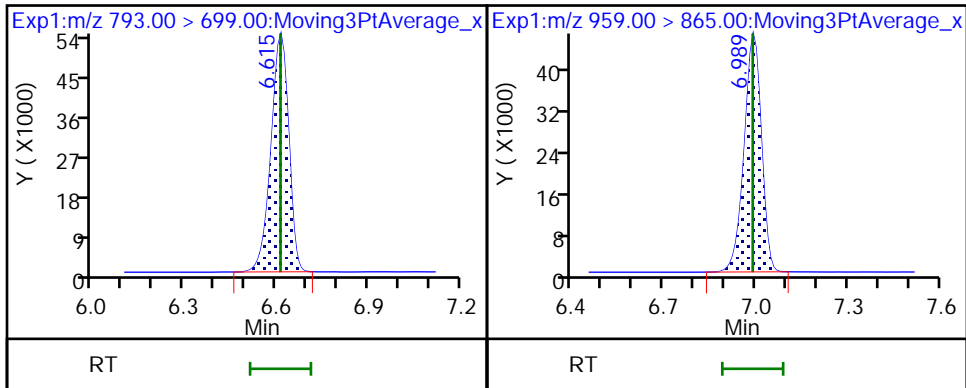 Exp1:m/z 793.00 > 699.00:Moving3PtAverage_x
54
45
36
27
18
9
0
Y ( X1000)
6.615
6.0 6.3 6.6 6.9 7.2
Min
RT
Exp1:m/z 959.00 > 865.00:Moving3PtAverage_x
40
32
24
16
8
0
Y ( X1000)
6.989
6.4 6.7 7.0 7.3 7.6
Min
RT